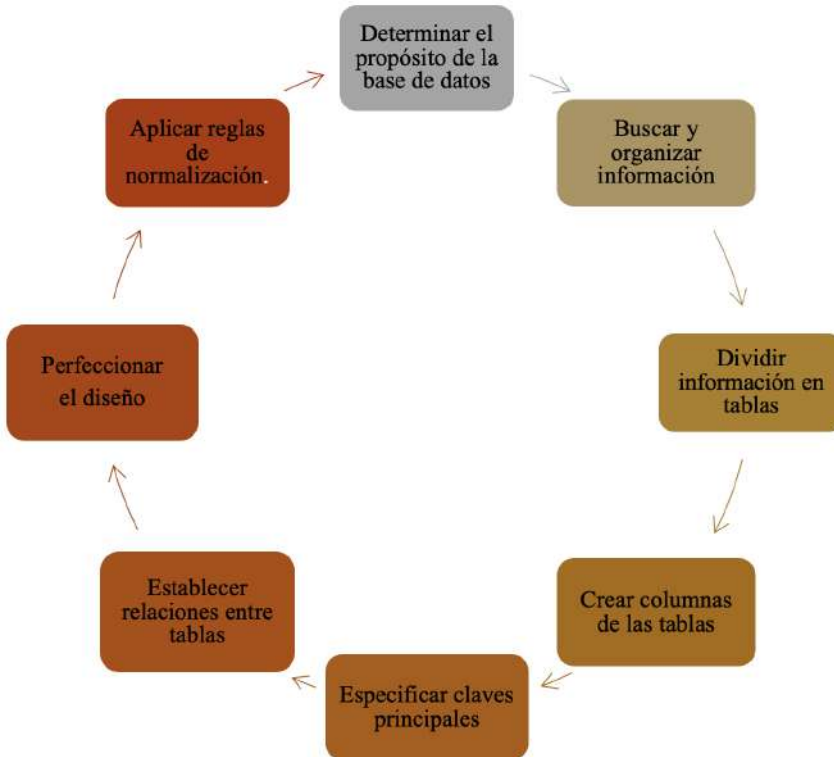 Determinar el
propósito de la
base de datos
Buscar y
organizar
información
Dividir
información en
tablas
Crear columnas
de las tablas
Especificar claves
principales
Establecer
relaciones entre
tablas
Perfeccionar
el diseño
Aplicar reglas
de
normalización.